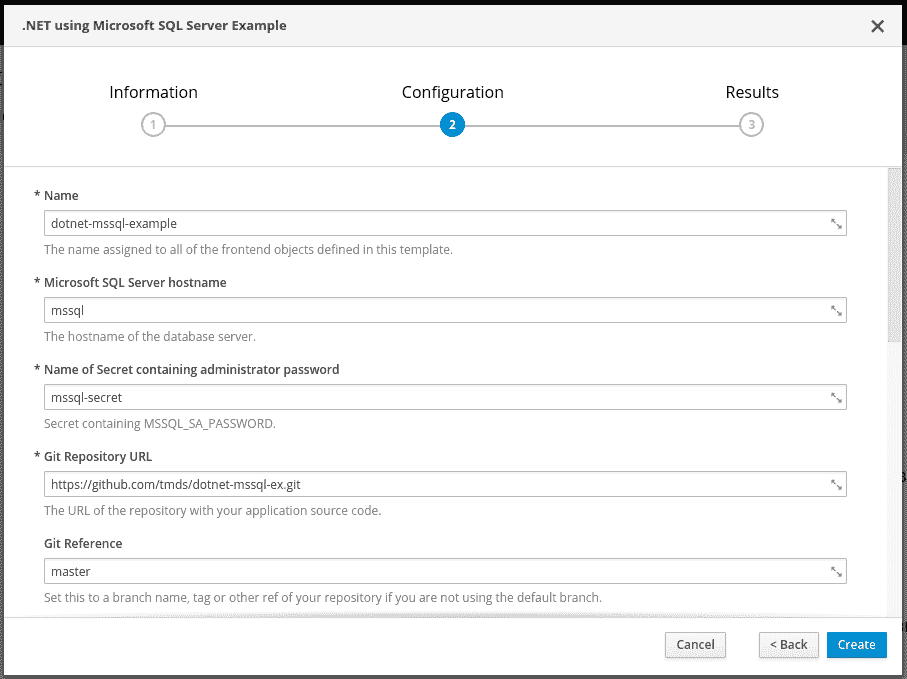 .NET using Microsoft SQL Server Example
Information Configuration Results
1 2 3
* Name
dotnet-mssql-example
The name assigned to all of the frontend objects defined in this template.
* Microsoft SQL Server hostname
mssql
The hostname of the database server.
* Name of Secret containing administrator password
mssql-secret
Secret containing MSSQL_SA_PASSWORD.
* Git Repository URL
https://github.com/tmds/dotnet-mssql-ex.git
The URL of the repository with your application source code.
Git Reference
master
Set this to a branch name, tag or other ref of your repository if you are not using the default branch.
Cancel < Back Create